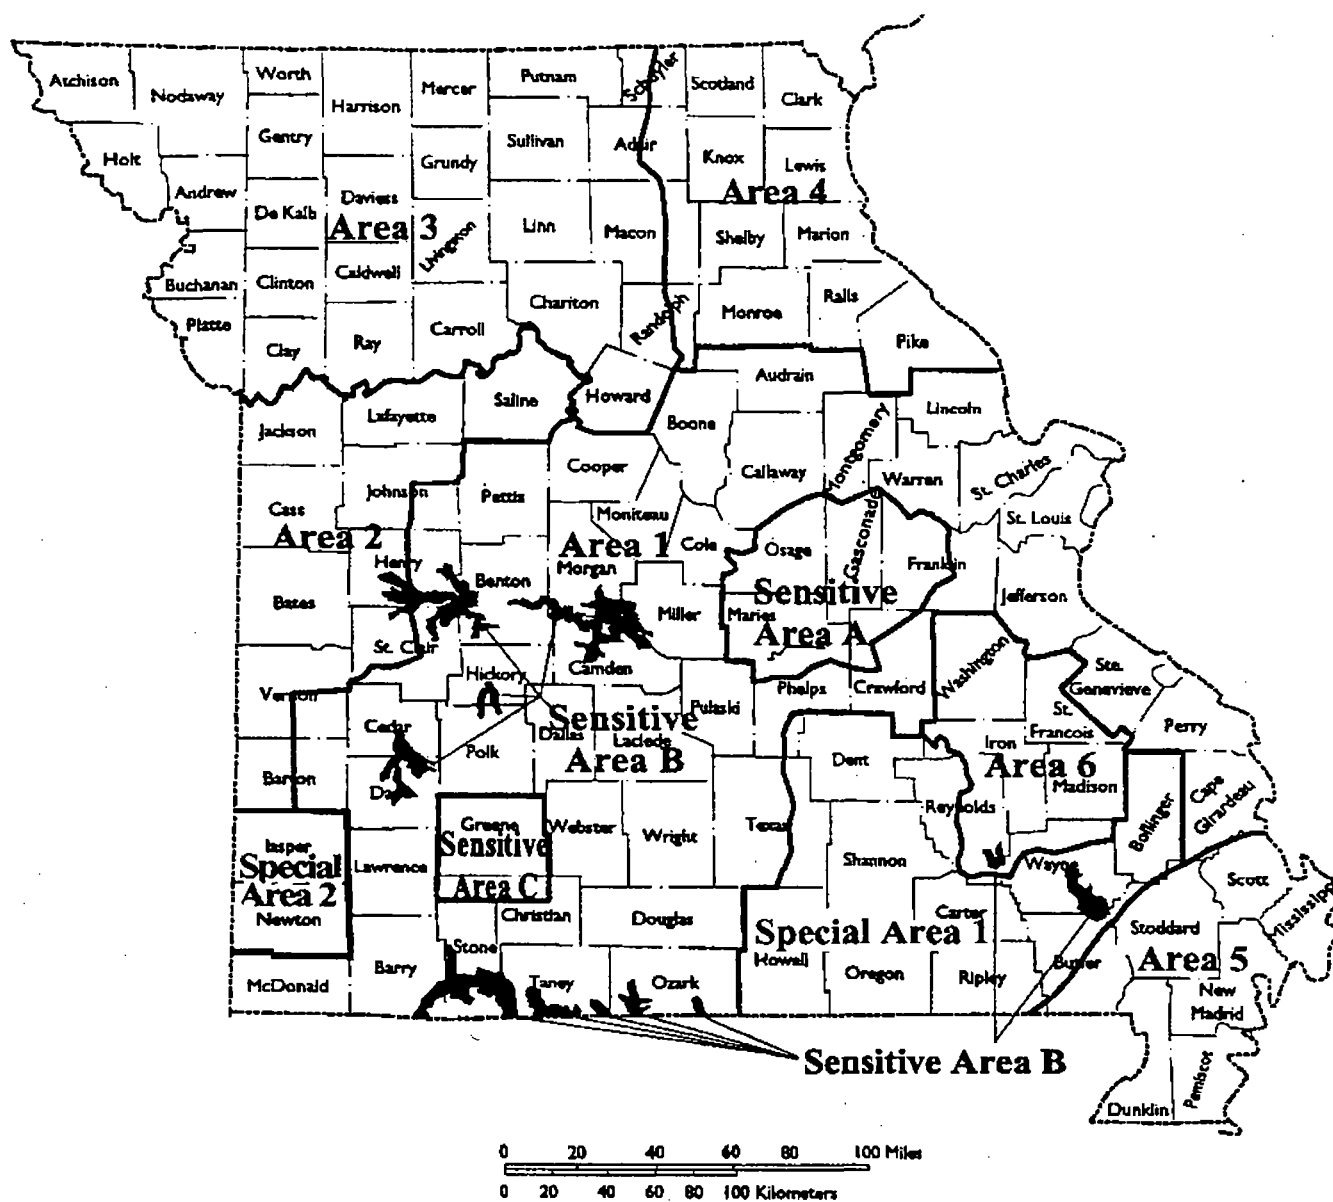 Atchison
Nodaway
Worth
Harrison
Mercer
Putnam
Schuyler
Scotland
Clark
Holt
Gentry
Grundy
Sullivan
Adair
Knox
Lewis
Andrew
De Kalb
Daviess
Area 3
Livingston
Linn
Macon
Area 4
Shelby
Marion
Buchanan
Clinton
Caldwell
Chariton
Randolph
Monroe
Ralls
Pike
Platte
Clay
Ray
Carroll
Howard
Audrain
Saline
Lafayette
Jackson
Boone
Lincoln
Montgomery
Cooper
Callaway
Warren
St. Charles
Johnson
Pettis
Cass
Moniteau
St. Louis
Area 2
Area 1
Cole
Osage
Gasconade
Franklin
Henry
Benton
Morgan
Bates
Miller
Maries
Sensitive
Area A
Jefferson
St. Clair
Hickory
Camden
Washington
Ste.
Genevieve
Vernon
Pulaski
Phelps
Crawford
St.
Francois
Perry
Cedar
Polk
Dallas
Sensitive
Laclede
Area B
Dent
Iron
Area 6
Barton
Madison
Reynolds
Bollinger
Cape
Girardeau
Greene
Webster
Wright
Texas
Jasper
Special
Area 2
Newton
Lawrence
Sensitive
Area C
Shannon
Wayne
Scott
Mississippi
Christian
Douglas
Carter
Stoddard
Special Area 1
Howell
Area 5
McDonald
Barry
Stone
Taney
Ozark
Oregon
Ripley
Butler
New
Madrid
Sensitive Area B
Pemiscot
Dunklin
0 20 40 60 80 100 Miles
0 20 40 60 80 100 Kilometers